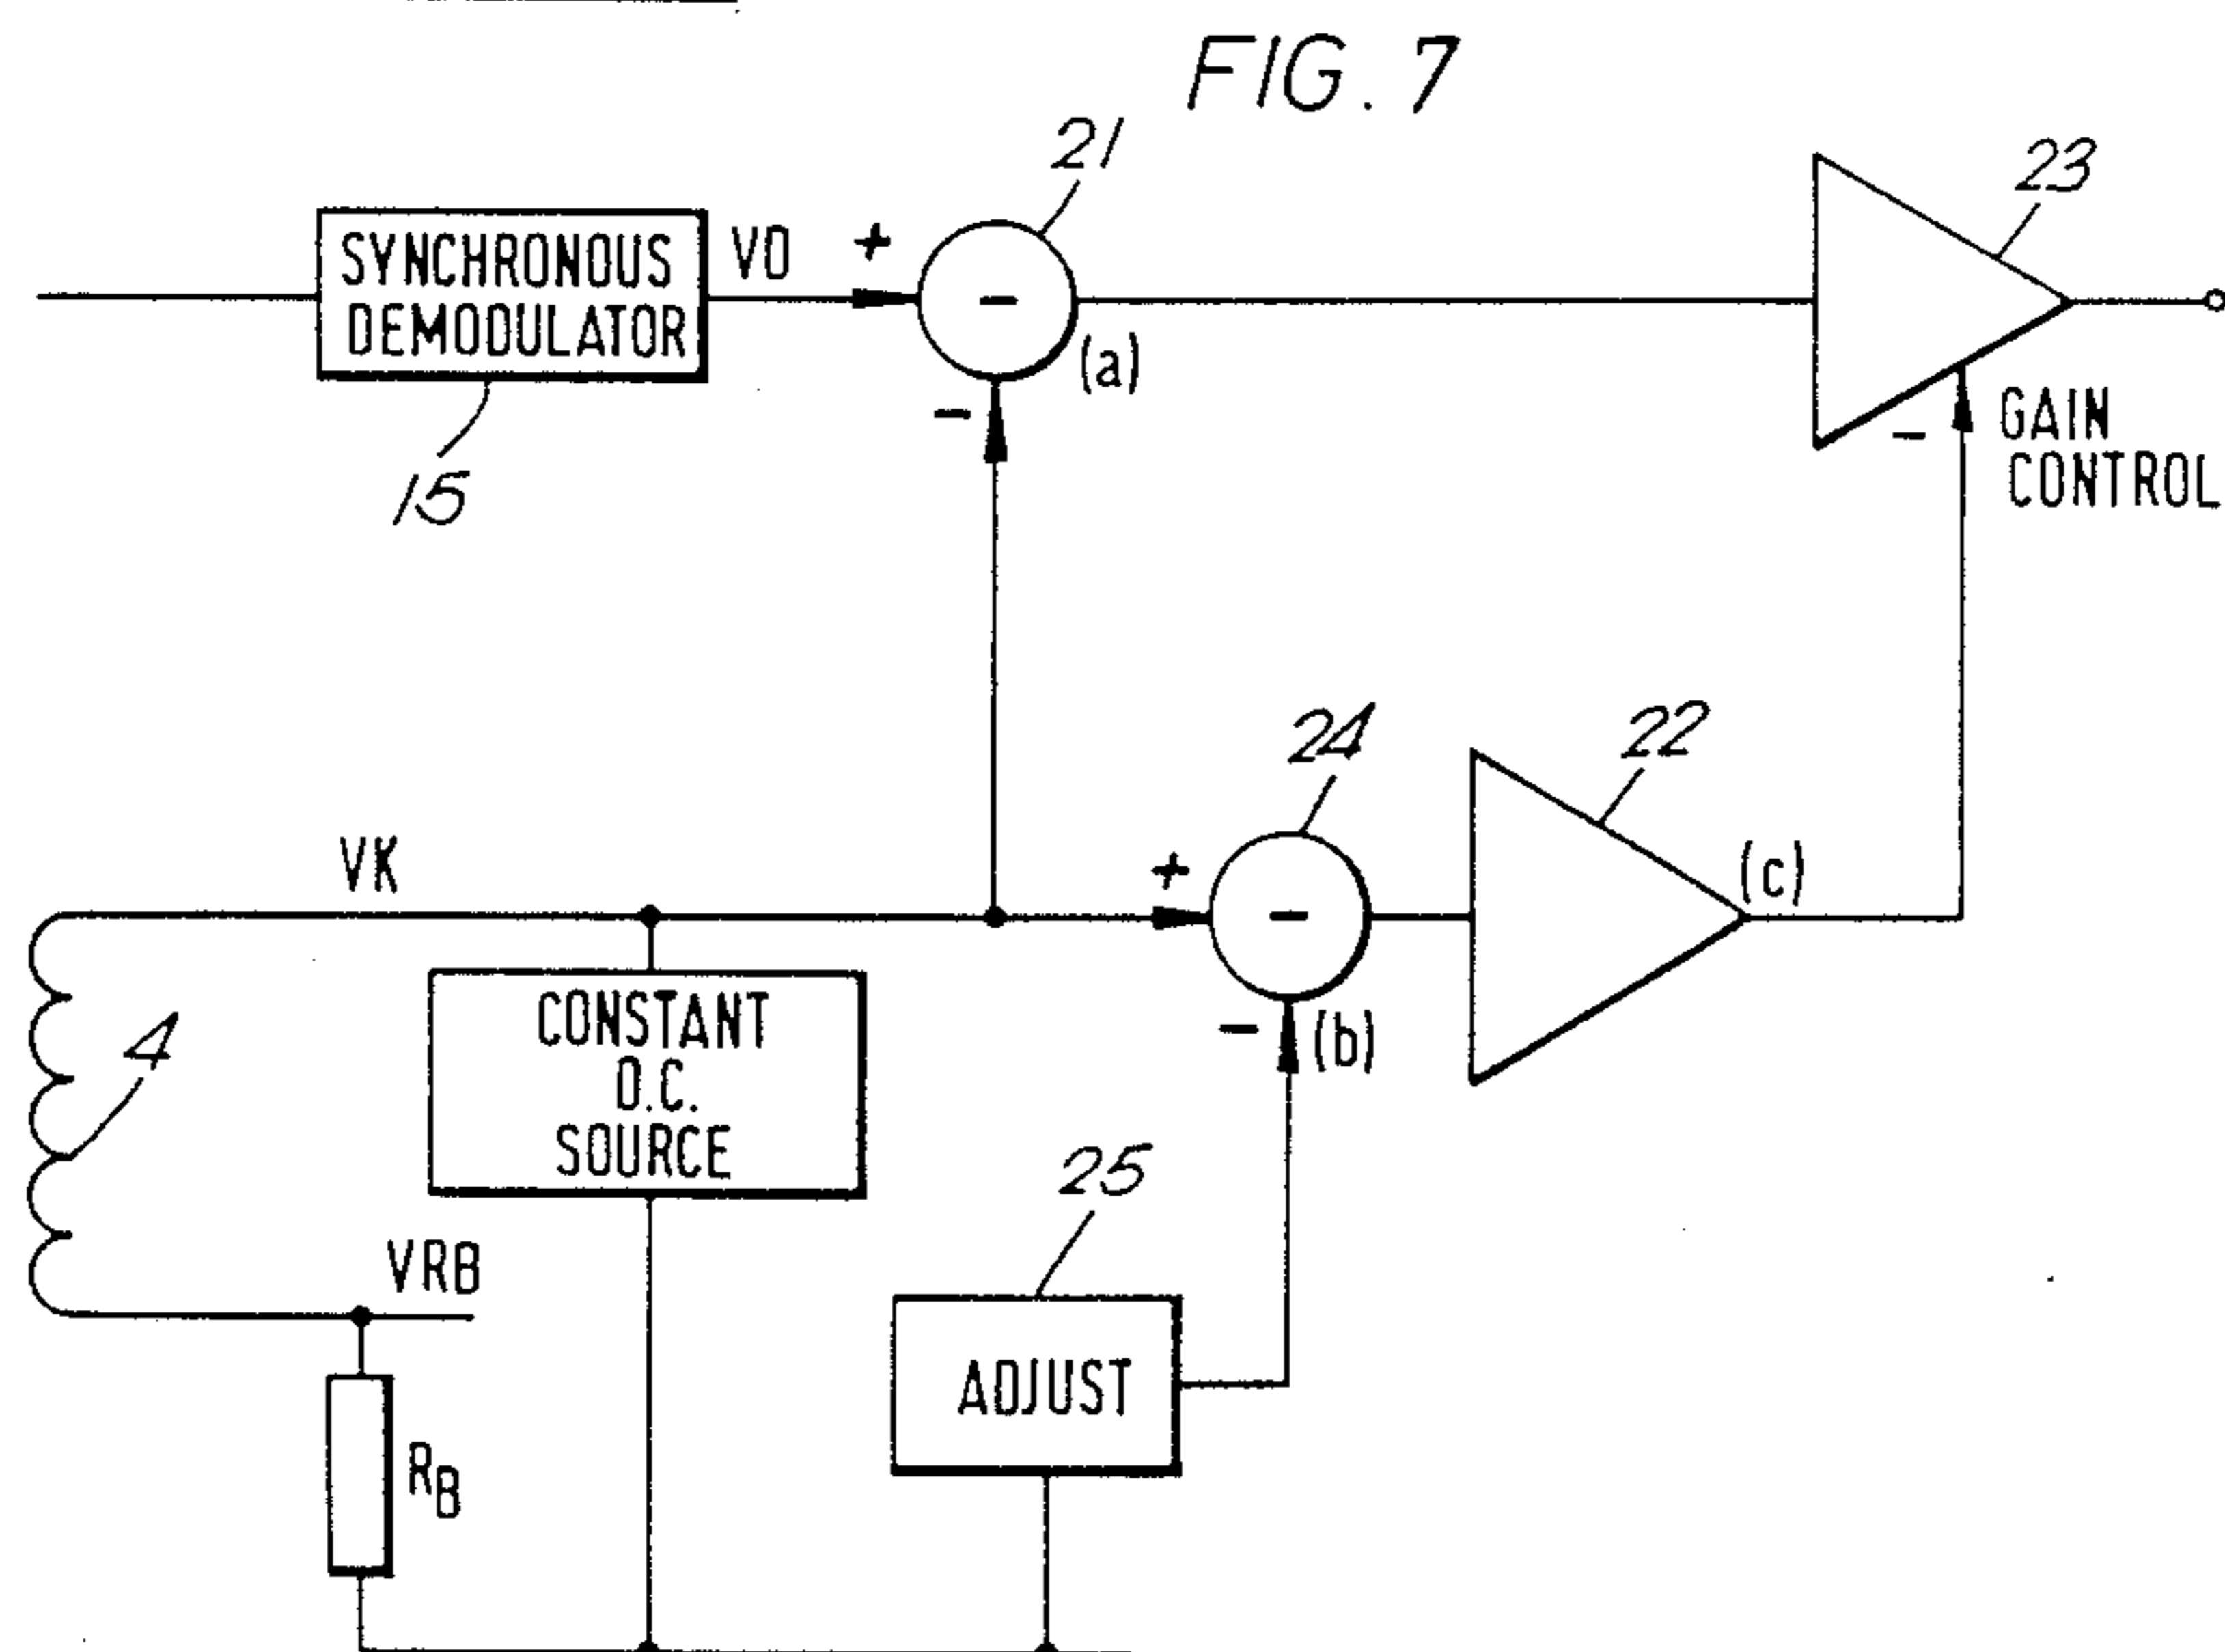 FIG. 7
21
23
SYNCHRONOUS
DEMODULATOR
VO
+
-
(a)
-
15
-
GAIN
CONTROL
24
22
VK
+
-
(c)
CONSTANT
D.C.
SOURCE
-
(b)
4
25
VRB
ADJUST
RB